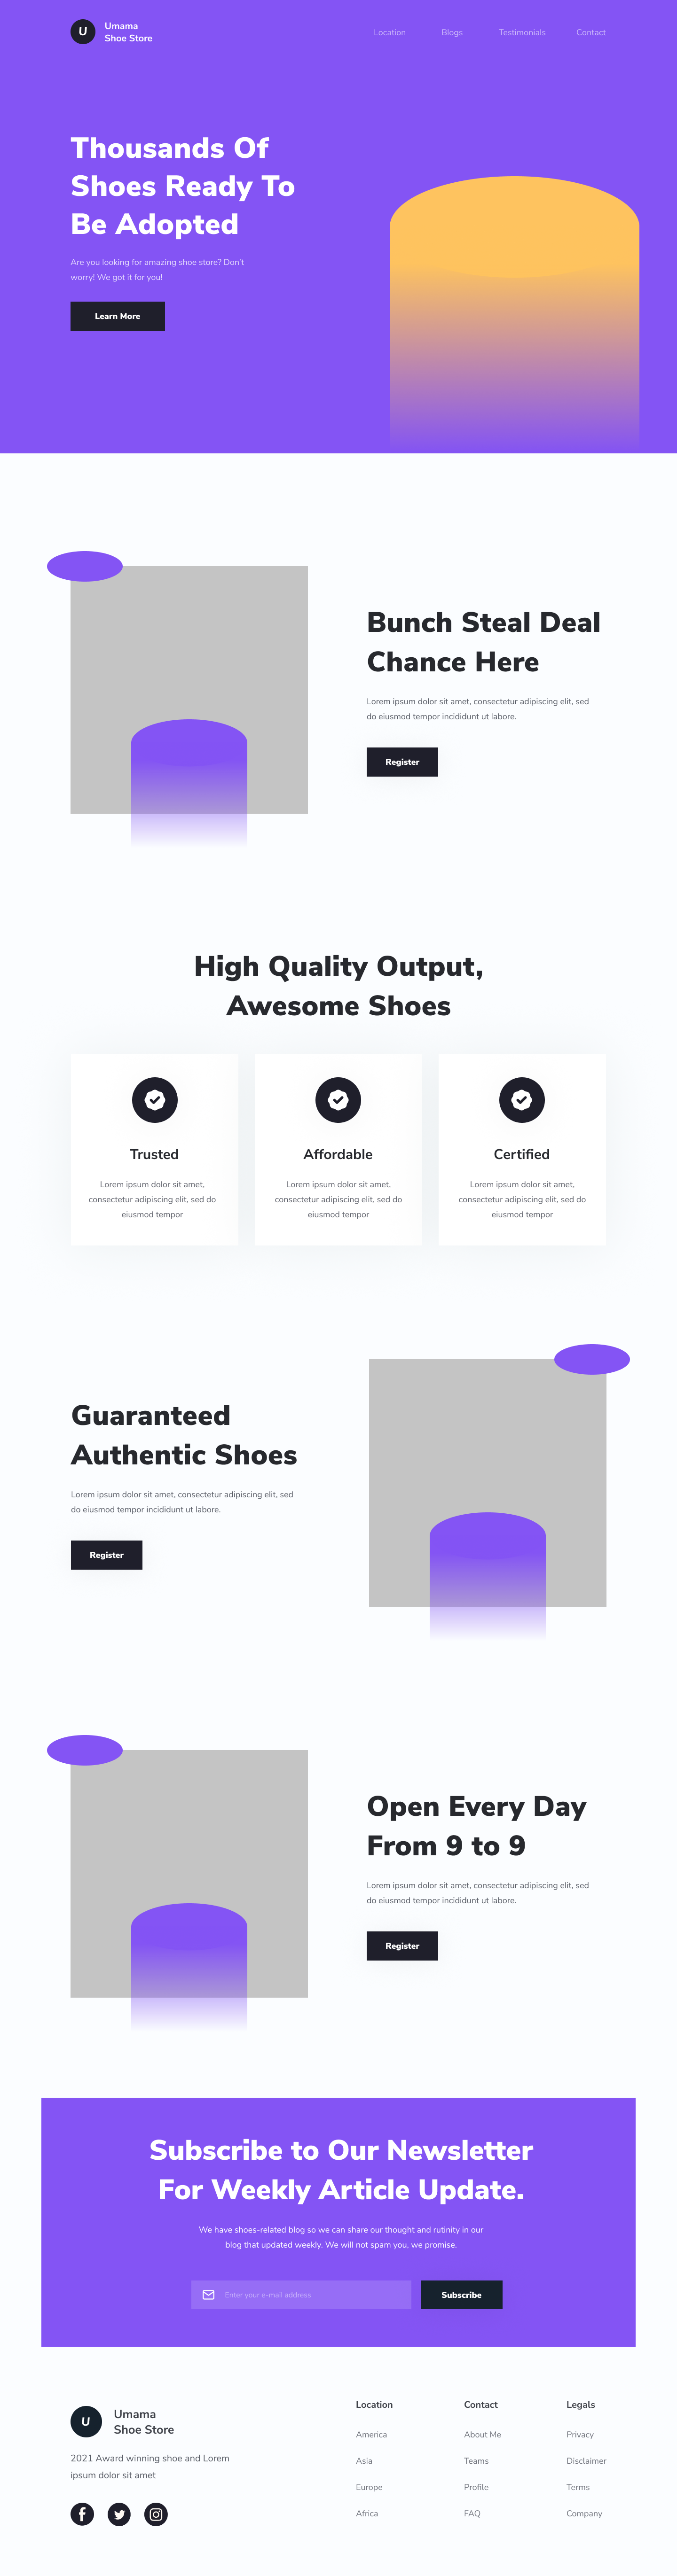 U
Umama
Shoe Store
Location
Blogs
Testimonials
Contact
Thousands Of
Shoes Ready To
Be Adopted
Are you looking for amazing shoe store? Don't
worry! We got it for you!
Learn More
Bunch Steal Deal
Chance Here
Lorem ipsum dolor sit amet, consectetur adipiscing elit, sed
do eiusmod tempor incididunt ut labore.
Register
High Quality Output,
Awesome Shoes
Trusted
Lorem ipsum dolor sit amet,
consectetur adipiscing elit, sed do
eiusmod tempor
Affordable
Lorem ipsum dolor sit amet,
consectetur adipiscing elit, sed do
eiusmod tempor
Certified
Lorem ipsum dolor sit amet,
consectetur adipiscing elit, sed do
eiusmod tempor
Guaranteed
Authentic Shoes
Lorem ipsum dolor sit amet, consectetur adipiscing elit, sed
do eiusmod tempor incididunt ut labore.
Register
Open Every Day
From 9 to 9
Lorem ipsum dolor sit amet, consectetur adipiscing elit, sed
do eiusmod tempor incididunt ut labore.
Register
Subscribe to Our Newsletter
For Weekly Article Update.
We have shoes-related blog so we can share our thought and rutinity in our
blog that updated weekly. We will not spam you, we promise.
Enter your e-mail address
Subscribe
U
Umama
Shoe Store
2021 Award winning shoe and Lorem
ipsum dolor sit amet
Location
America
Asia
Europe
Africa
Contact
About Me
Teams
Profile
FAQ
Legals
Privacy
Disclaimer
Terms
Company